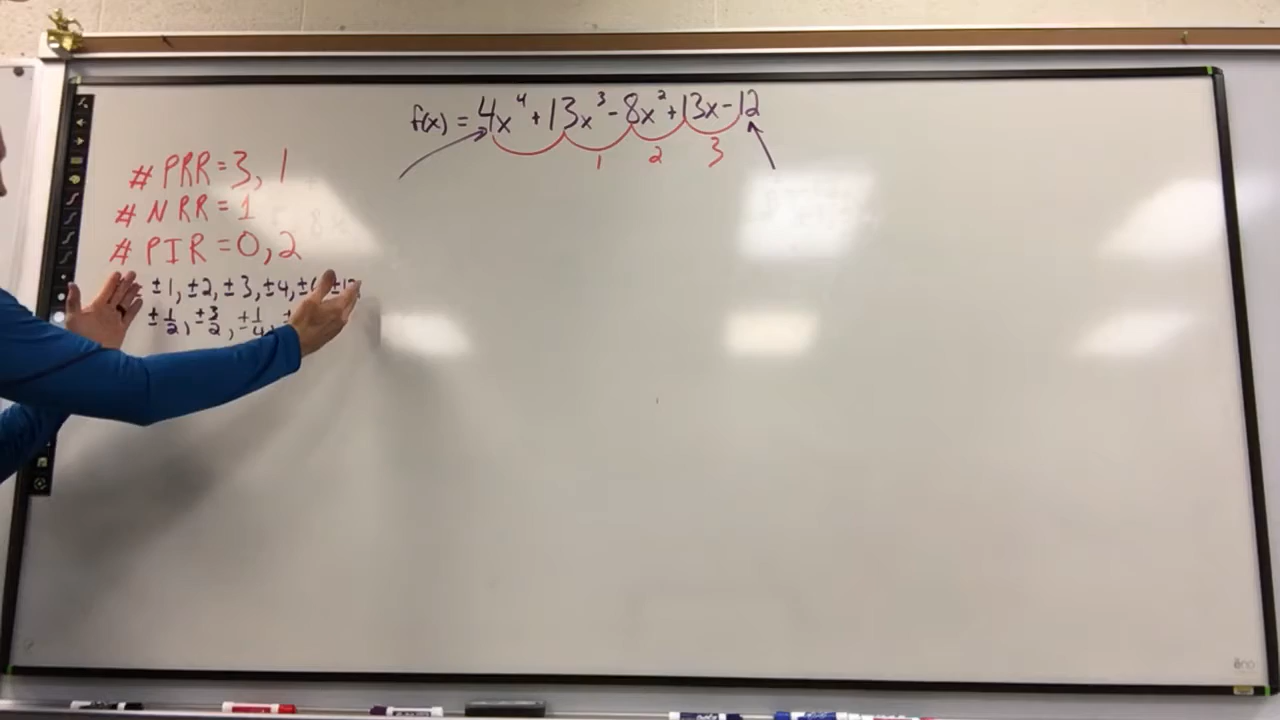 f(x) = 4x⁴ + 13x³ - 8x² + 13x - 12
1 2 3
# PRR = 3, 1
# NRR = 1
# PIR = 0, 2
±1, ±2, ±3, ±4,
±1/2, ±3/2, ±1/4,